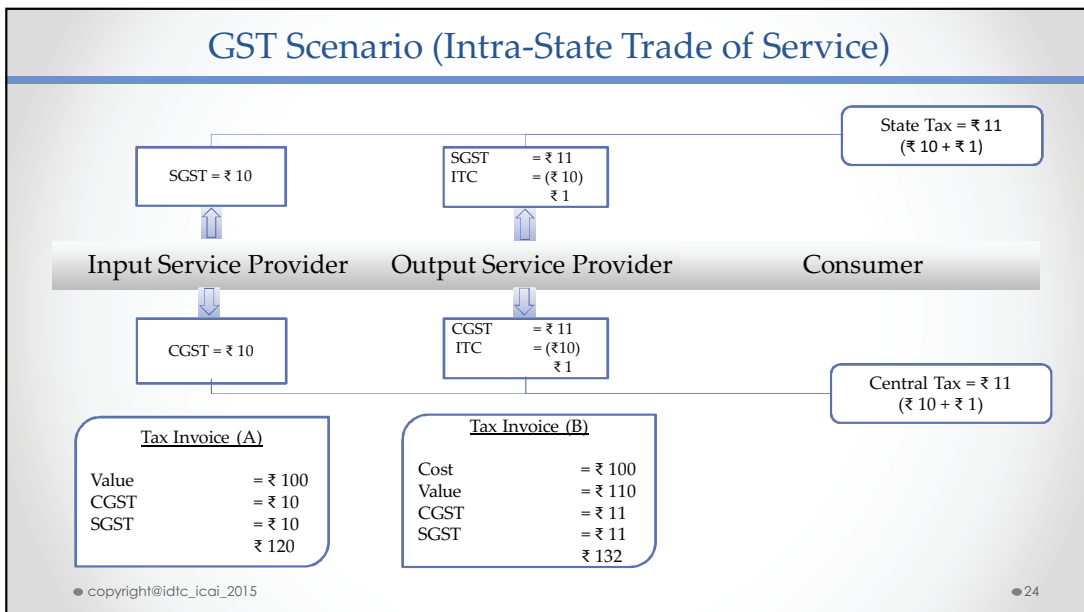 GST Scenario (Intra-State Trade of Service)
State Tax = ₹ 11
(₹ 10 + ₹ 1)
SGST = ₹ 10
SGST = ₹ 11
ITC = (₹ 10)
₹ 1
Input Service Provider
Output Service Provider
Consumer
CGST = ₹ 10
CGST = ₹ 11
ITC = (₹10)
₹ 1
Central Tax = ₹ 11
(₹ 10 + ₹ 1)
Tax Invoice (A)
Value = ₹ 100
CGST = ₹ 10
SGST = ₹ 10
₹ 120
Tax Invoice (B)
Cost = ₹ 100
Value = ₹ 110
CGST = ₹ 11
SGST = ₹ 11
₹ 132
copyright@idtc_icai_2015
24